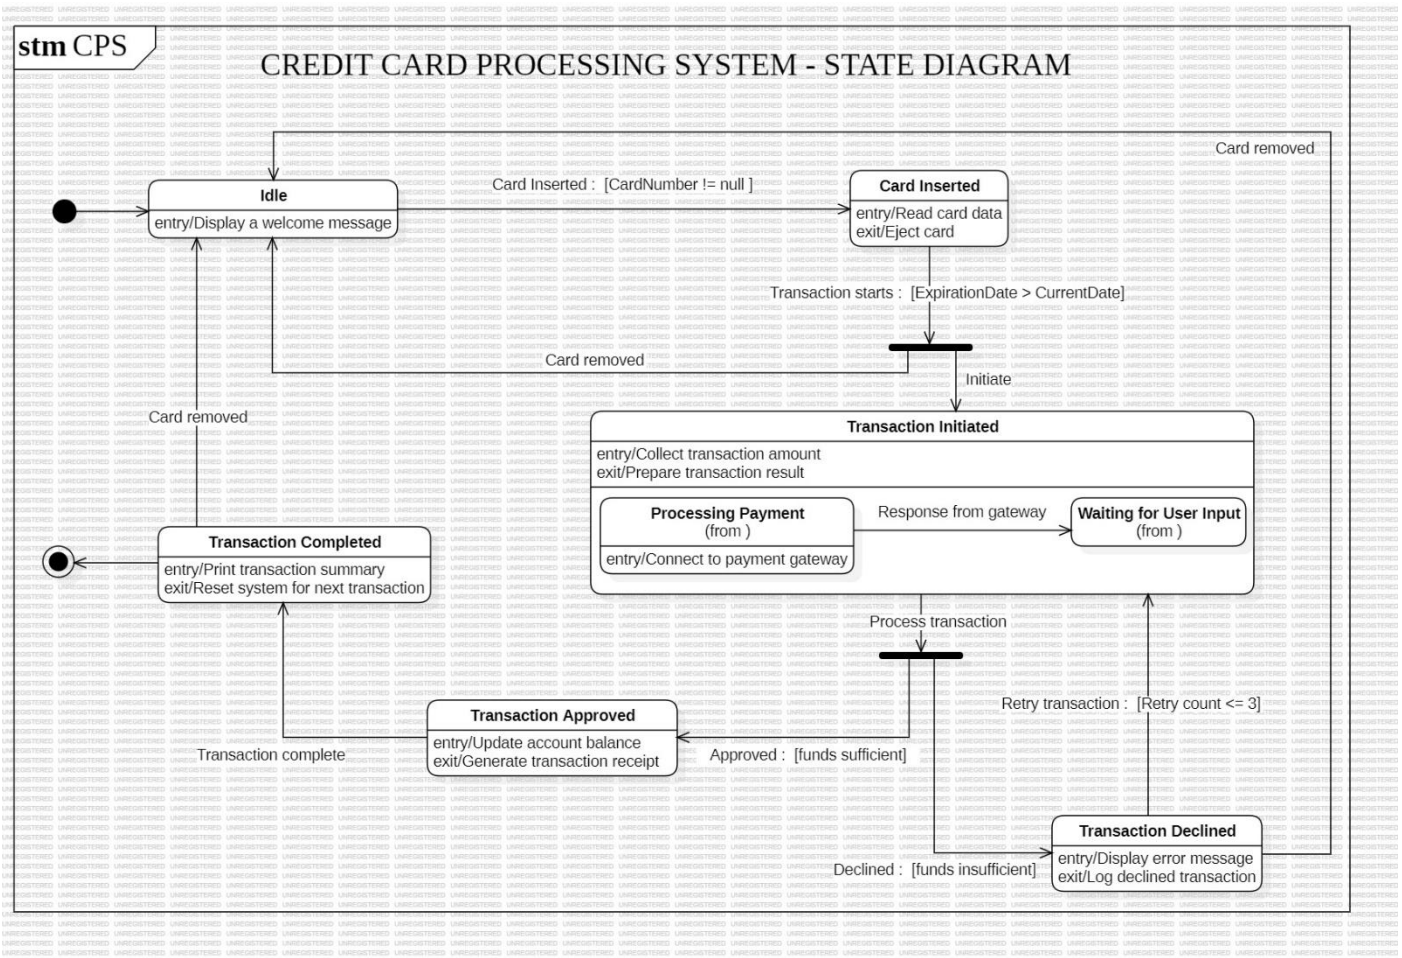 stm CPS
CREDIT CARD PROCESSING SYSTEM - STATE DIAGRAM
Card removed
Idle
entry/Display a welcome message
Card Inserted : [CardNumber != null ]
Card Inserted
entry/Read card data
exit/Eject card
Transaction starts : [ExpirationDate > CurrentDate]
Card removed
Initiate
Card removed
Transaction Initiated
entry/Collect transaction amount
exit/Prepare transaction result
Processing Payment
(from )
entry/Connect to payment gateway
Response from gateway
Waiting for User Input
(from )
Transaction Completed
entry/Print transaction summary
exit/Reset system for next transaction
Process transaction
Retry transaction : [Retry count <= 3]
Transaction Approved
entry/Update account balance
exit/Generate transaction receipt
Transaction complete
Approved : [funds sufficient]
Transaction Declined
entry/Display error message
exit/Log declined transaction
Declined : [funds insufficient]
UNREGISTERED